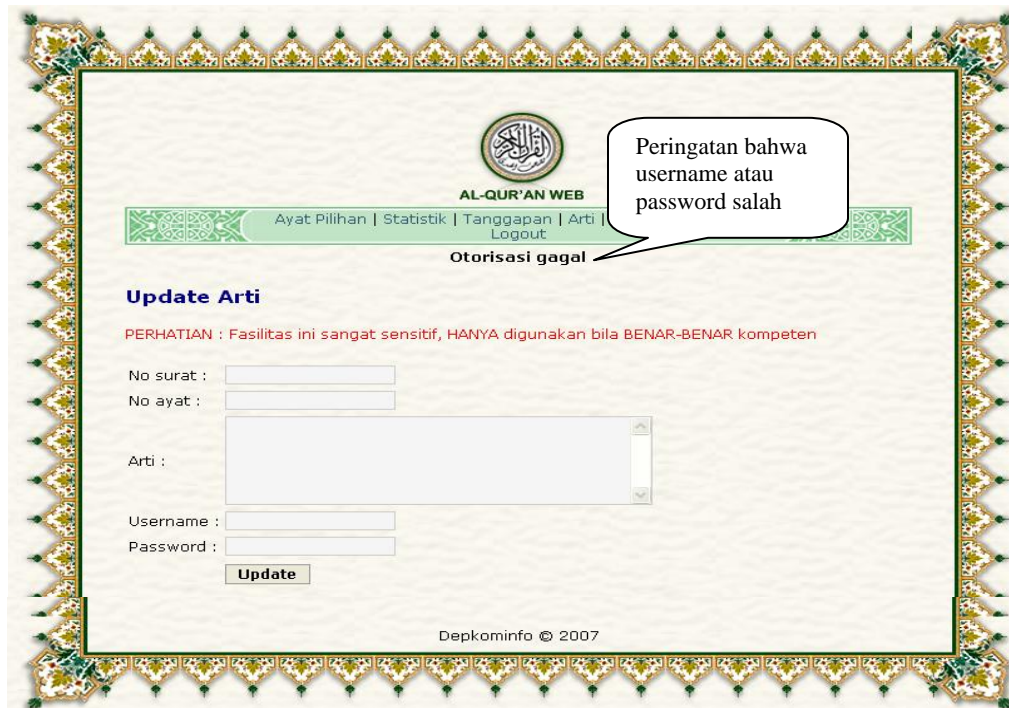 Peringatan bahwa
username atau
password salah
AL-QUR'AN WEB
Ayat Pilihan | Statistik | Tanggapan | Arti |
Logout
Otorisasi gagal
Update Arti
PERHATIAN : Fasilitas ini sangat sensitif, HANYA digunakan bila BENAR-BENAR kompeten
No surat :
No ayat :
Arti :
Username :
Password :
Update
Depkominfo © 2007